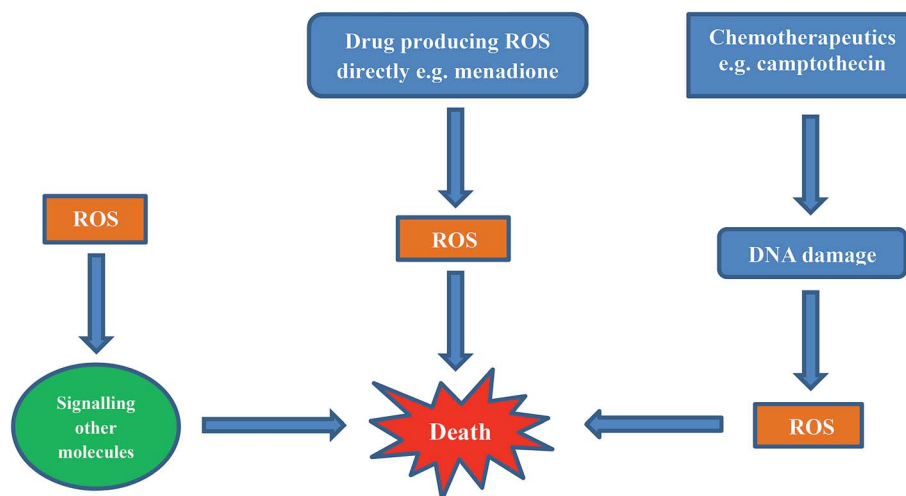 Drug producing ROS
directly e.g. menadione
Chemotherapeutics
e.g. camptothecin
ROS
ROS
DNA damage
Signalling
other
molecules
Death
ROS